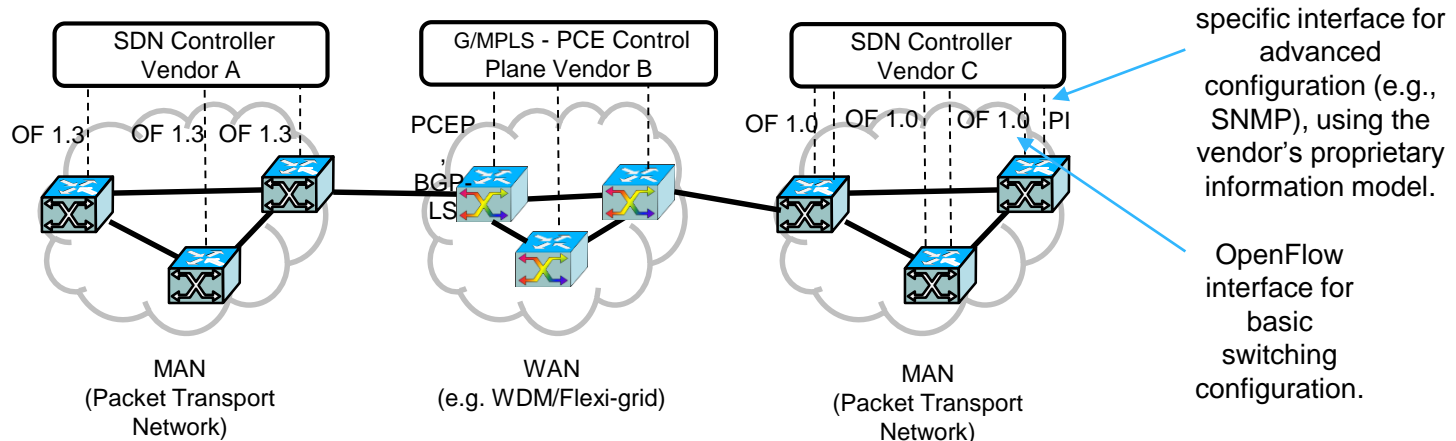 SDN Controller
Vendor A
G/MPLS - PCE Control
Plane Vendor B
SDN Controller
Vendor C
specific interface for
advanced
configuration (e.g.,
SNMP), using the
vendor's proprietary
information model.
OF 1.3
OF 1.3
OF 1.3
PCEP
,
BGP-
LS
OF 1.0
OF 1.0
OF 1.0
PI
OpenFlow
interface for
basic
switching
configuration.
MAN
(Packet Transport
Network)
WAN
(e.g. WDM/Flexi-grid)
MAN
(Packet Transport
Network)